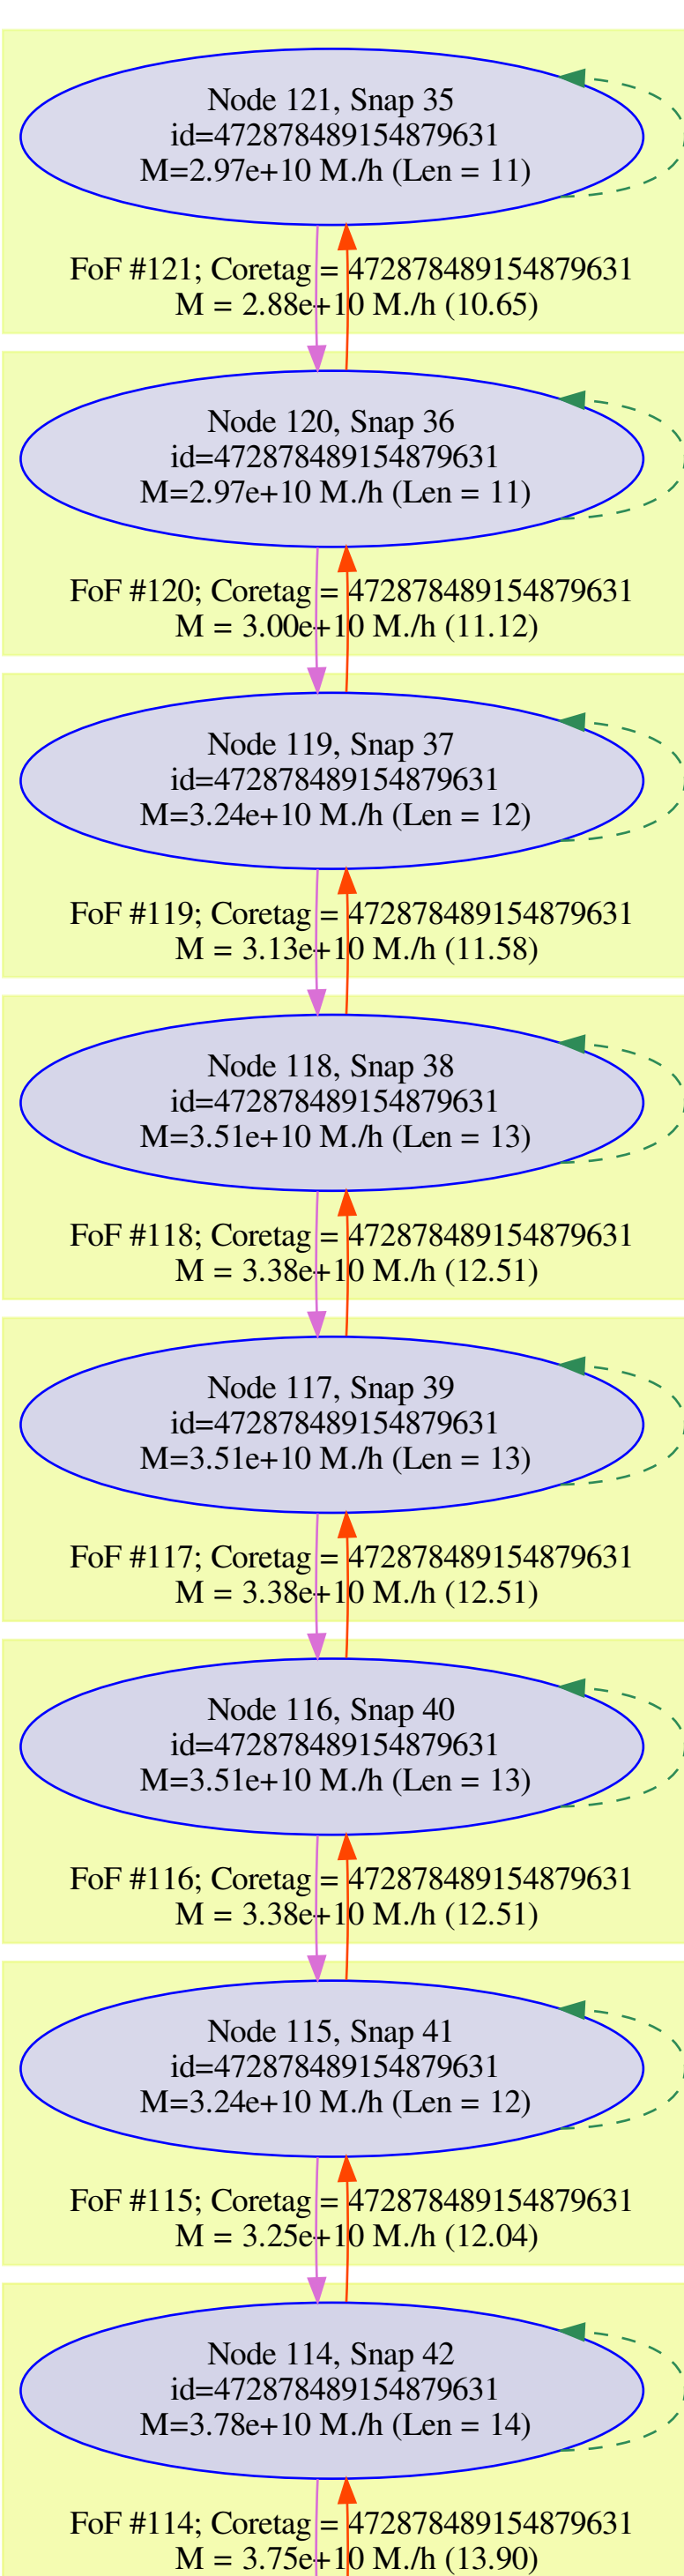 Node 121, Snap 35
id=472878489154879631
M=2.97e+10 M./h (Len = 11)
FoF #121; Coretag = 472878489154879631
M = 2.88e+10 M./h (10.65)
Node 120, Snap 36
id=472878489154879631
M=2.97e+10 M./h (Len = 11)
FoF #120; Coretag = 472878489154879631
M = 3.00e+10 M./h (11.12)
Node 119, Snap 37
id=472878489154879631
M=3.24e+10 M./h (Len = 12)
FoF #119; Coretag = 472878489154879631
M = 3.13e+10 M./h (11.58)
Node 118, Snap 38
id=472878489154879631
M=3.51e+10 M./h (Len = 13)
FoF #118; Coretag = 472878489154879631
M = 3.38e+10 M./h (12.51)
Node 117, Snap 39
id=472878489154879631
M=3.51e+10 M./h (Len = 13)
FoF #117; Coretag = 472878489154879631
M = 3.38e+10 M./h (12.51)
Node 116, Snap 40
id=472878489154879631
M=3.51e+10 M./h (Len = 13)
FoF #116; Coretag = 472878489154879631
M = 3.38e+10 M./h (12.51)
Node 115, Snap 41
id=472878489154879631
M=3.24e+10 M./h (Len = 12)
FoF #115; Coretag = 472878489154879631
M = 3.25e+10 M./h (12.04)
Node 114, Snap 42
id=472878489154879631
M=3.78e+10 M./h (Len = 14)
FoF #114; Coretag = 472878489154879631
M = 3.75e+10 M./h (13.90)